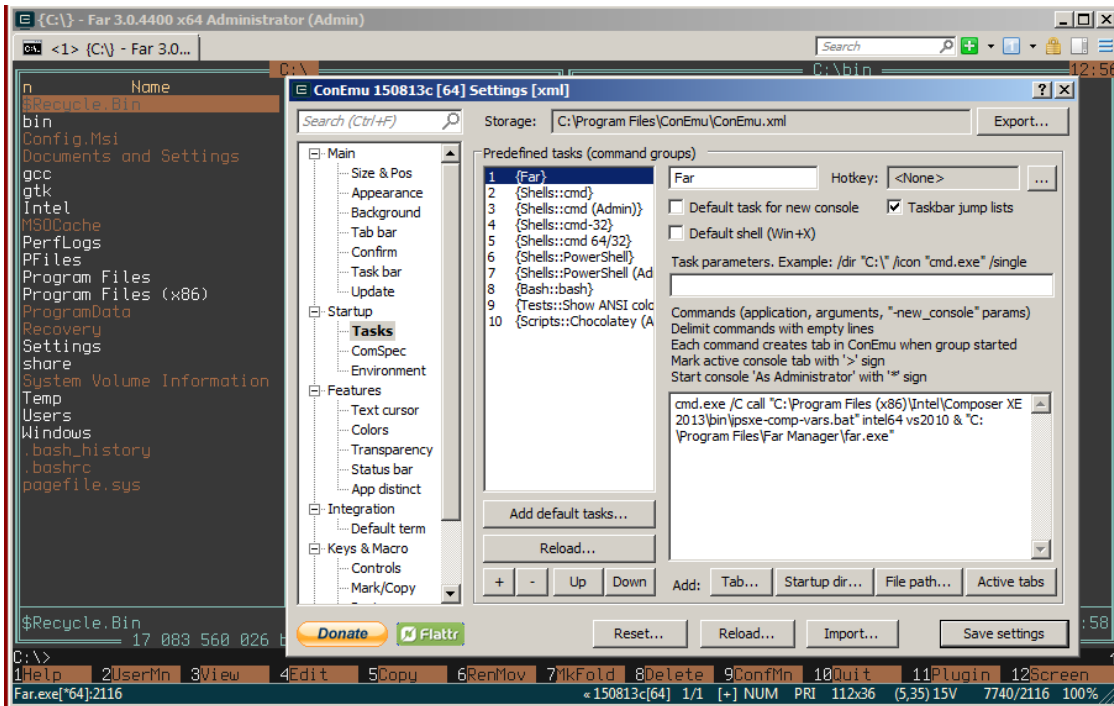 {C:\} - Far 3.0.4400 x64 Administrator (Admin)
<1> {C:\} - Far 3.0...
Search
C:\
C:\bin
12:56
n Name
$Recycle.Bin
bin
Config.Msi
Documents and Settings
gcc
gtk
Intel
MSOCache
PerfLogs
PFiles
Program Files
Program Files (x86)
ProgramData
Recovery
Settings
share
System Volume Information
Temp
Users
Windows
.bash_history
.bashrc
pagefile.sys
$Recycle.Bin
17 083 560 026 b
:58
ConEmu 150813c [64] Settings [xml]
Search (Ctrl+F)
Storage: C:\Program Files\ConEmu\ConEmu.xml Export...
Main
Size & Pos
Appearance
Background
Tab bar
Confirm
Task bar
Update
Startup
Tasks
ComSpec
Environment
Features
Text cursor
Colors
Transparency
Status bar
App distinct
Integration
Default term
Keys & Macro
Controls
Mark/Copy
Predefined tasks (command groups)
1 {Far}
2 {Shells::cmd}
3 {Shells::cmd (Admin)}
4 {Shells::cmd-32}
5 {Shells::cmd 64/32}
6 {Shells::PowerShell}
7 {Shells::PowerShell (Ad
8 {Bash::bash}
9 {Tests::Show ANSI colo
10 {Scripts::Chocolatey (A
Add default tasks...
Reload...
+ - Up Down
Far Hotkey: <None> ...
Default task for new console Taskbar jump lists
Default shell (Win+X)
Task parameters. Example: /dir "C:\" /icon "cmd.exe" /single
Commands (application, arguments, "-new_console" params)
Delimit commands with empty lines
Each command creates tab in ConEmu when group started
Mark active console tab with '>' sign
Start console 'As Administrator' with '*' sign
cmd.exe /C call "C:\Program Files (x86)\Intel\Composer XE
2013\bin\ipsxe-comp-vars.bat" intel64 vs2010 & "C:
\Program Files\Far Manager\far.exe"
Add: Tab... Startup dir... File path... Active tabs
Donate Flattr Reset... Reload... Import... Save settings
C:\>
1Help 2UserMn 3View 4Edit 5Copy 6RenMov 7MkFold 8Delete 9ConfMn 10Quit 11Plugin 12Screen
Far.exe[*64]:2116 «150813c[64] 1/1 [+] NUM PRI 112x36 (5,35) 15V 7740/2116 100%